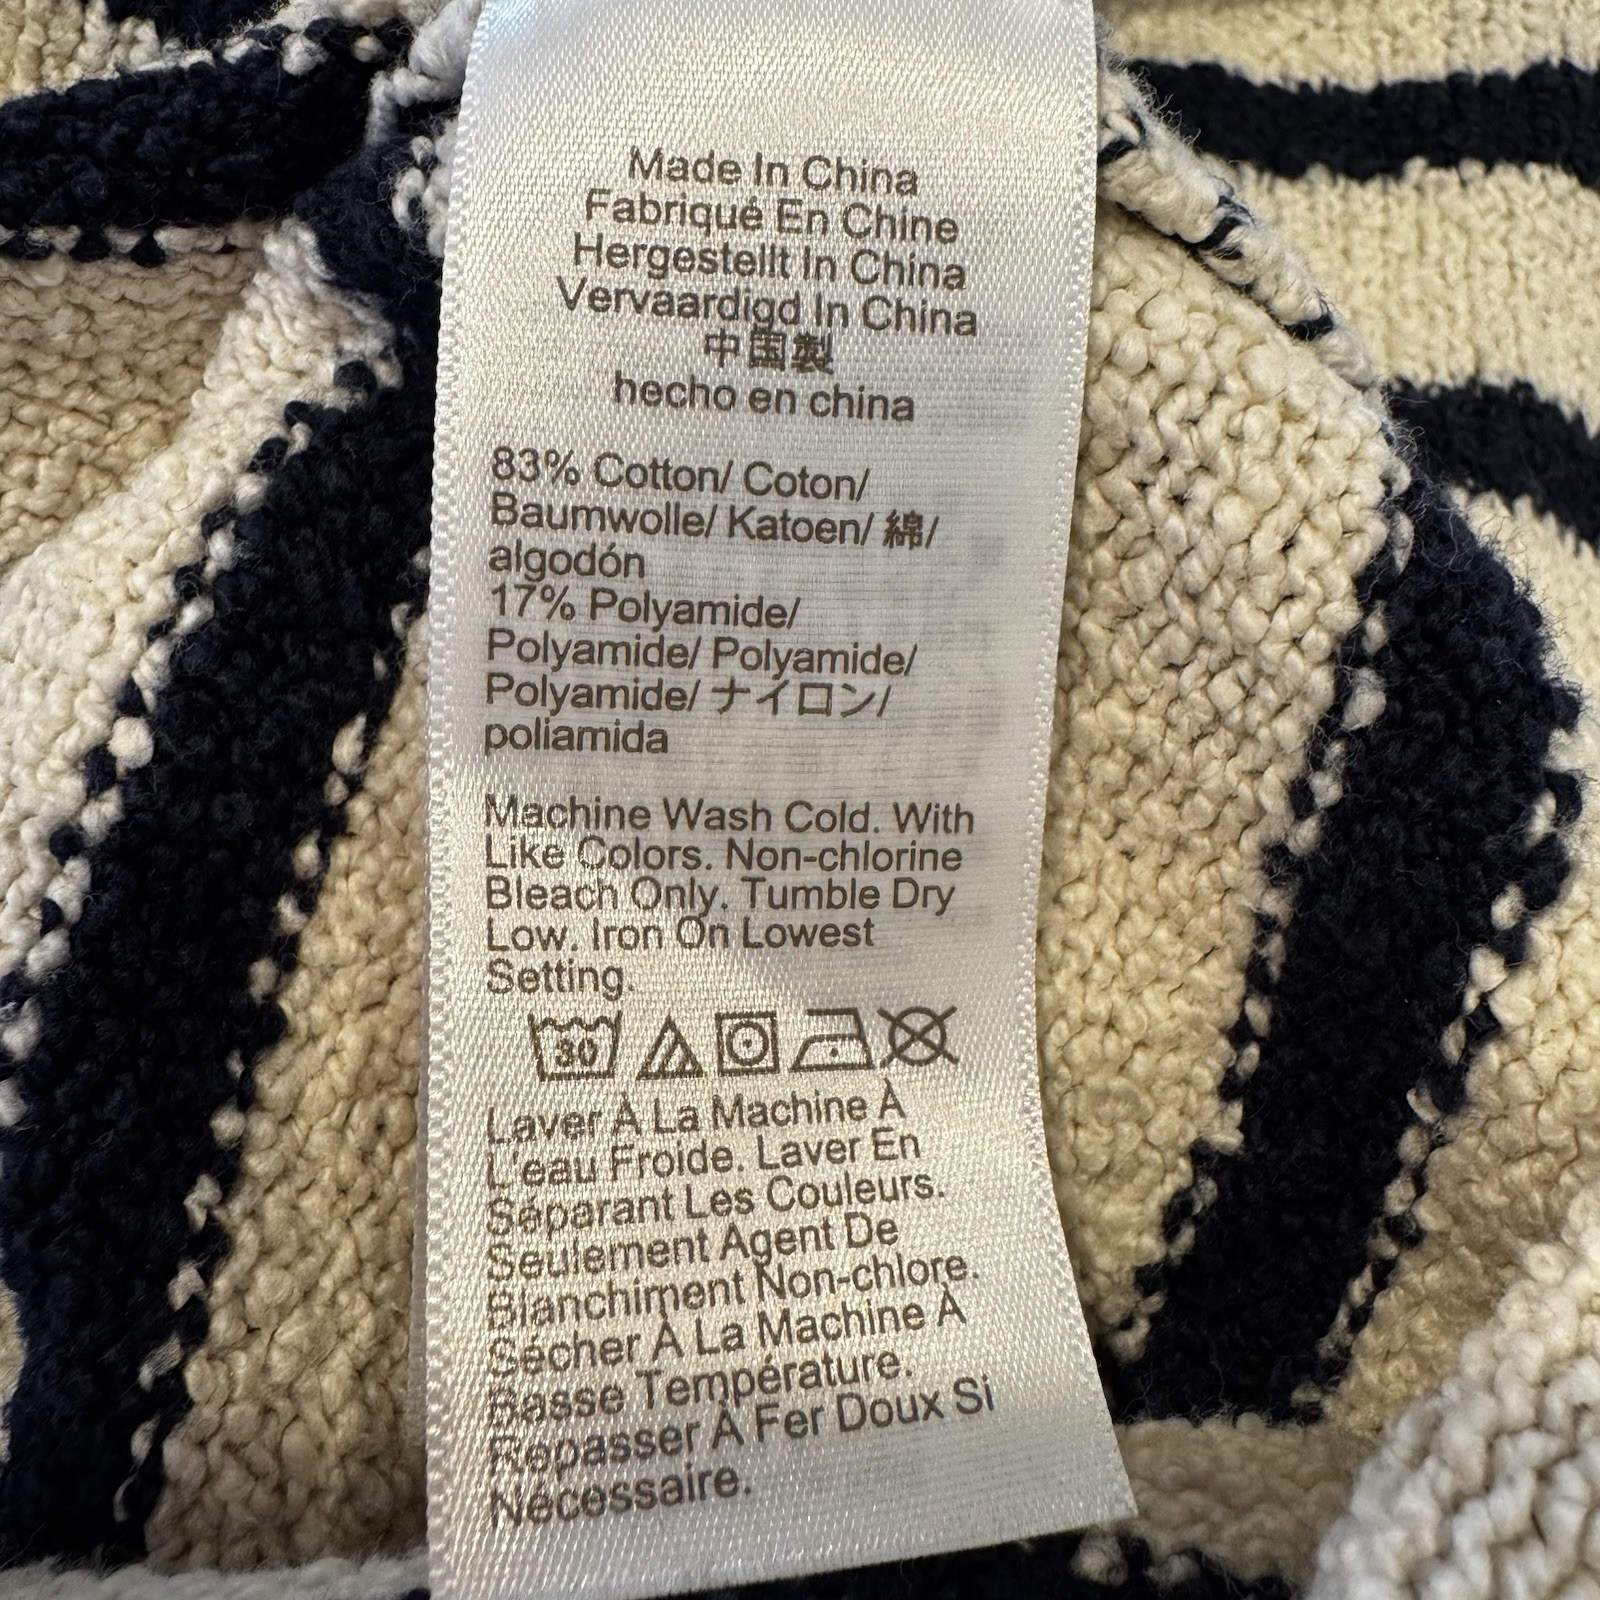 Made In China
Fabriqué En Chine
Hergestellt In China
Vervaardigd In China
中国製
hecho en china
83% Cotton/ Coton/
Baumwolle/ Katoen/ 綿/
algodón
17% Polyamide/
Polyamide/ Polyamide/
Polyamide/ ナイロン/
poliamida
Machine Wash Cold. With
Like Colors. Non-chlorine
Bleach Only. Tumble Dry
Low. Iron On Lowest
Setting.
30
Laver À La Machine À
L'eau Froide. Laver En
Séparant Les Couleurs.
Seulement Agent De
Blanchiment Non-chlore.
Sécher À La Machine À
Basse Température.
Repasser À Fer Doux Si
Nécessaire.